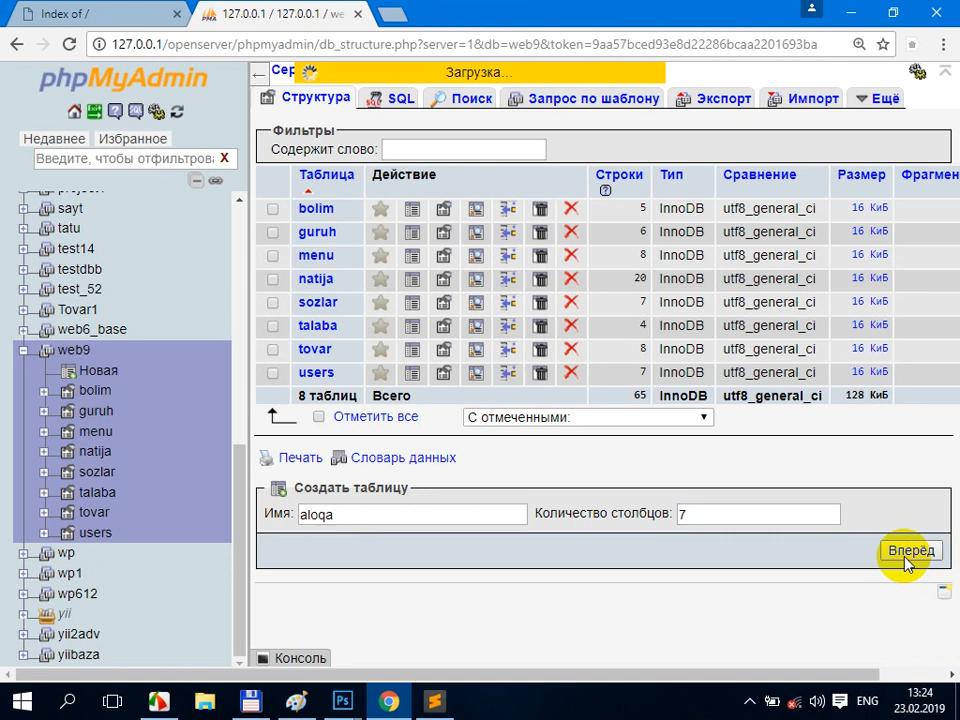 Index of /
127.0.0.1 / 127.0.0.1 / we
127.0.0.1/openserver/phpmyadmin/db_structure.php?server=1&db=web9&token=9aa57bced93e8d22286bcaa2201693ba
phpMyAdmin
Недавнее Избранное
Введите, чтобы отфильтрова X
sayt
tatu
test14
testdbb
test_52
Tovar1
web6_base
web9
Новая
bolim
guruh
menu
natija
sozlar
talaba
tovar
users
wp
wp1
wp612
yii
yii2adv
yiibaza
Сер
Загрузка…
Структура SQL Поиск Запрос по шаблону Экспорт Импорт Ещё
Фильтры
Содержит слово:
Таблица Действие Строки Тип Сравнение Размер Фрагмен
bolim 5 InnoDB utf8_general_ci 16 КиБ
guruh 6 InnoDB utf8_general_ci 16 КиБ
menu 8 InnoDB utf8_general_ci 16 КиБ
natija 20 InnoDB utf8_general_ci 16 КиБ
sozlar 7 InnoDB utf8_general_ci 16 КиБ
talaba 4 InnoDB utf8_general_ci 16 КиБ
tovar 8 InnoDB utf8_general_ci 16 КиБ
users 7 InnoDB utf8_general_ci 16 КиБ
8 таблиц Всего 65 InnoDB utf8_general_ci 128 КиБ
Отметить все С отмеченными:
Печать Словарь данных
Создать таблицу
Имя: aloqa Количество столбцов: 7
Вперёд
Консоль
ENG
13:24
23.02.2019